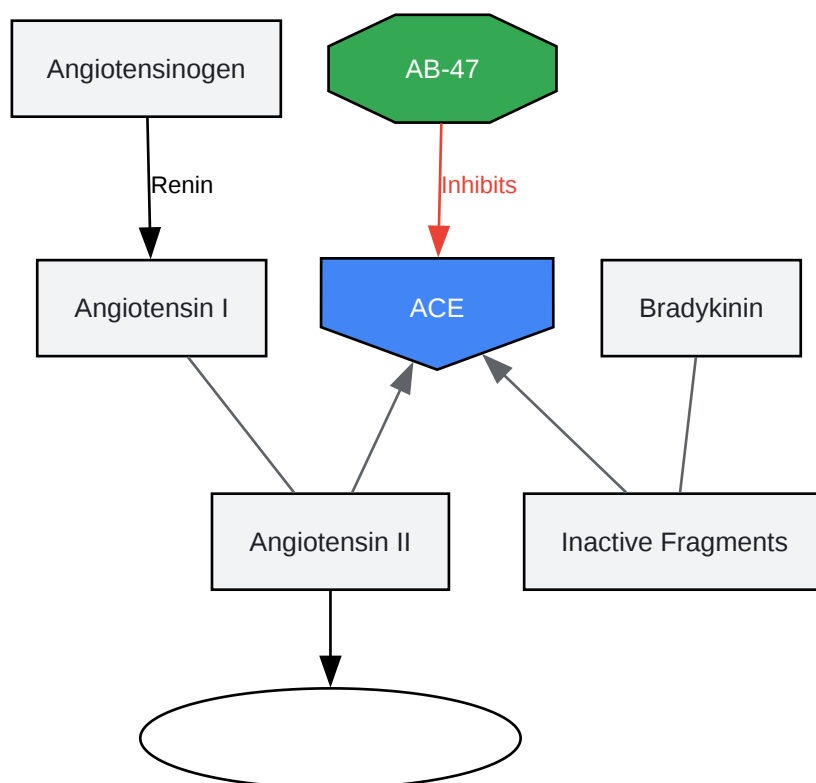 Angiotensinogen
AB-47
Renin
Inhibits
Angiotensin I
ACE
Bradykinin
Angiotensin II
Inactive Fragments